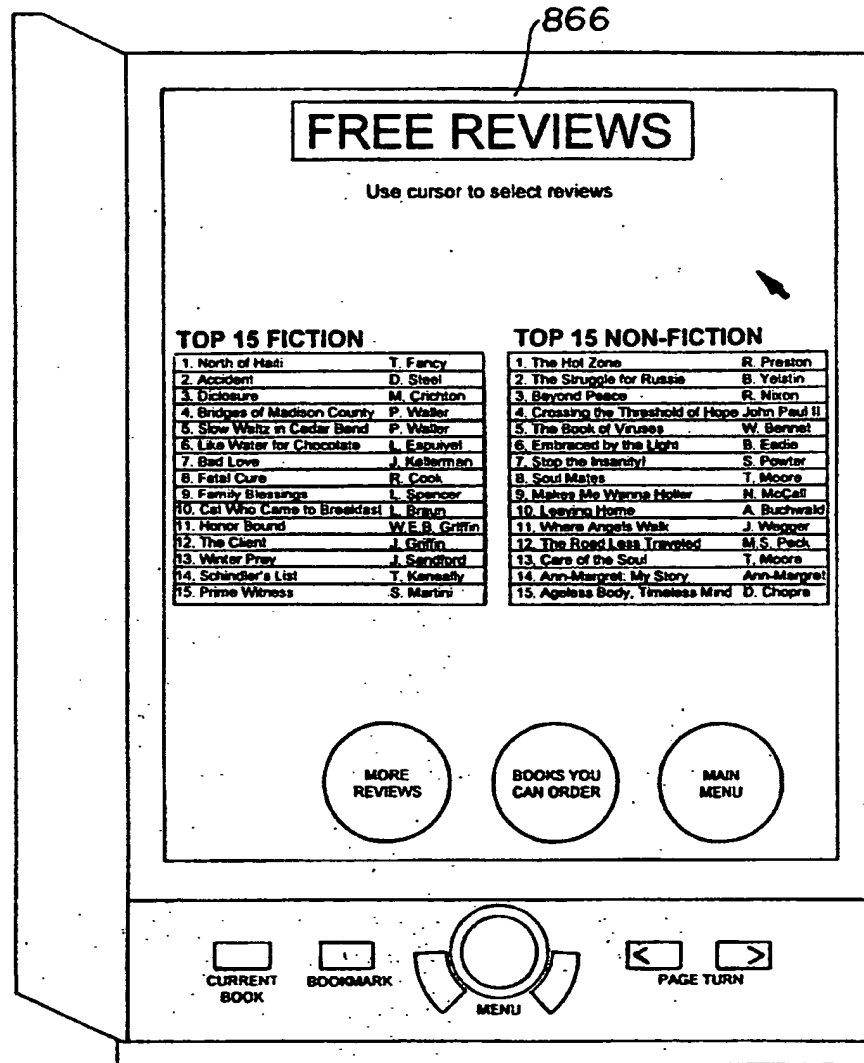 866
FREE REVIEWS
Use cursor to select reviews
TOP 15 FICTION
1. North of Haiti T. Fancy
2. Accident D. Steel
3. Diclosure M. Crichton
4. Bridges of Madison County P. Waller
5. Slow Waltz in Cedar Bend P. Waller
6. Like Water for Chocolate L. Esquivel
7. Bad Love J. Kellerman
8. Fatal Cure R. Cook
9. Family Blessings L. Spencer
10. Cat Who Came to Breakfast L. Braun
11. Honor Bound W.E.B. Griffin
12. The Client J. Griffin
13. Winter Prey J. Sandford
14. Schindler's List T. Keneally
15. Prime Witness S. Martini
TOP 15 NON-FICTION
1. The Hot Zone R. Preston
2. The Struggle for Russia B. Yelstin
3. Beyond Peace R. Nixon
4. Crossing the Threshold of Hope John Paul II
5. The Book of Viruses W. Bennet
6. Embraced by the Light B. Eadie
7. Stop the Insanity! S. Powter
8. Soul Mates T. Moore
9. Makes Me Wanna Holler N. McCall
10. Leaving Home A. Buchwald
11. Where Angels Walk J. Wegger
12. The Road Less Traveled M.S. Peck
13. Care of the Soul T. Moore
14. Ann-Margret: My Story Ann-Margret
15. Ageless Body, Timeless Mind D. Chopra
MORE
REVIEWS
BOOKS YOU
CAN ORDER
MAIN
MENU
< >
CURRENT
BOOK
BOOKMARK
MENU
PAGE TURN